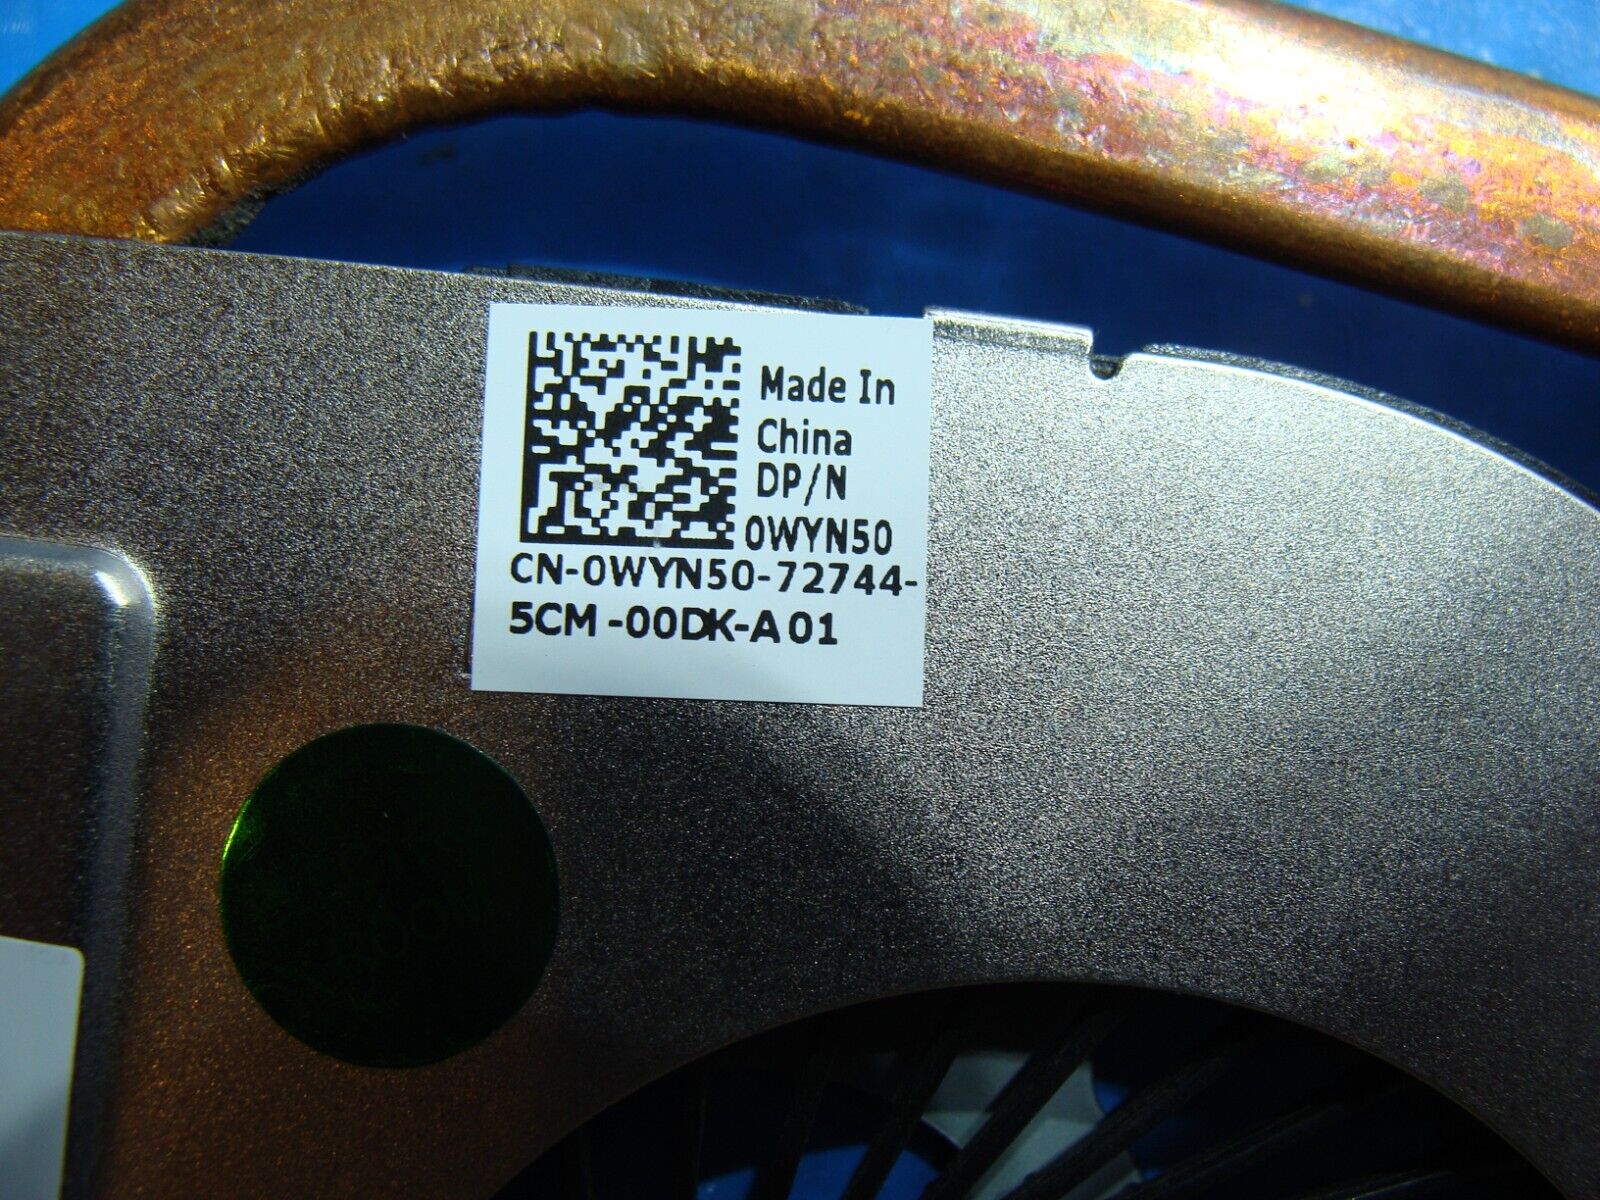 Made In
China
DP/N
0WYN50
CN-0WYN50-72744-
5CM-00DK-A01